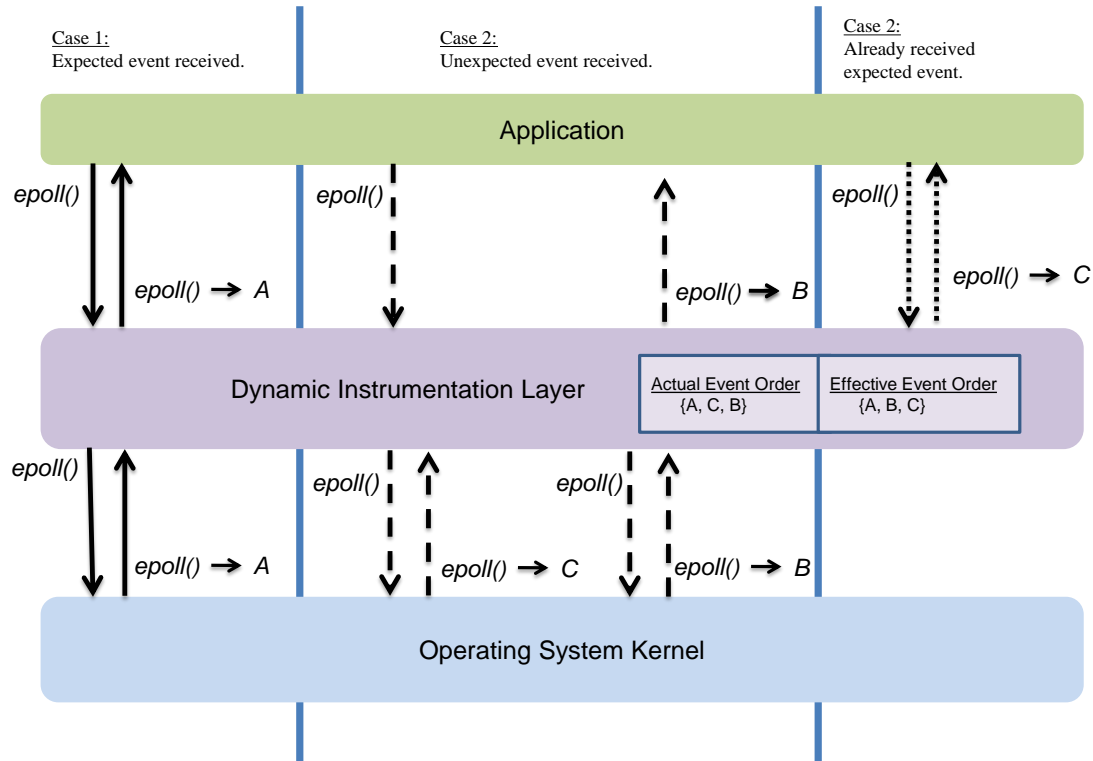 Case 1:
Expected event received.
Case 2:
Unexpected event received.
Case 2:
Already received
expected event.
Application
epoll()
epoll() → A
epoll()
epoll() → B
epoll()
epoll() → C
Dynamic Instrumentation Layer
Actual Event Order
{A, C, B}
Effective Event Order
{A, B, C}
epoll()
epoll() → A
epoll()
epoll() → C
epoll()
epoll() → B
Operating System Kernel